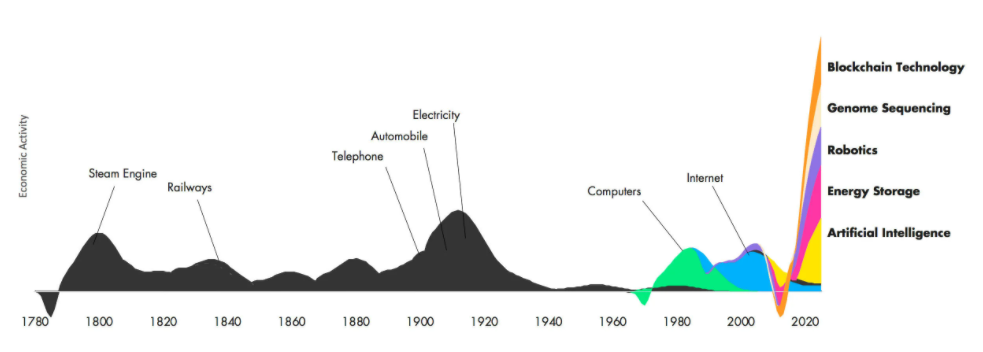 Economic Activity
Steam Engine
Railways
Telephone
Automobile
Electricity
Computers
Internet
Blockchain Technology
Genome Sequencing
Robotics
Energy Storage
Artificial Intelligence
1780 1800 1820 1840 1860 1880 1900 1920 1940 1960 1980 2000 2020